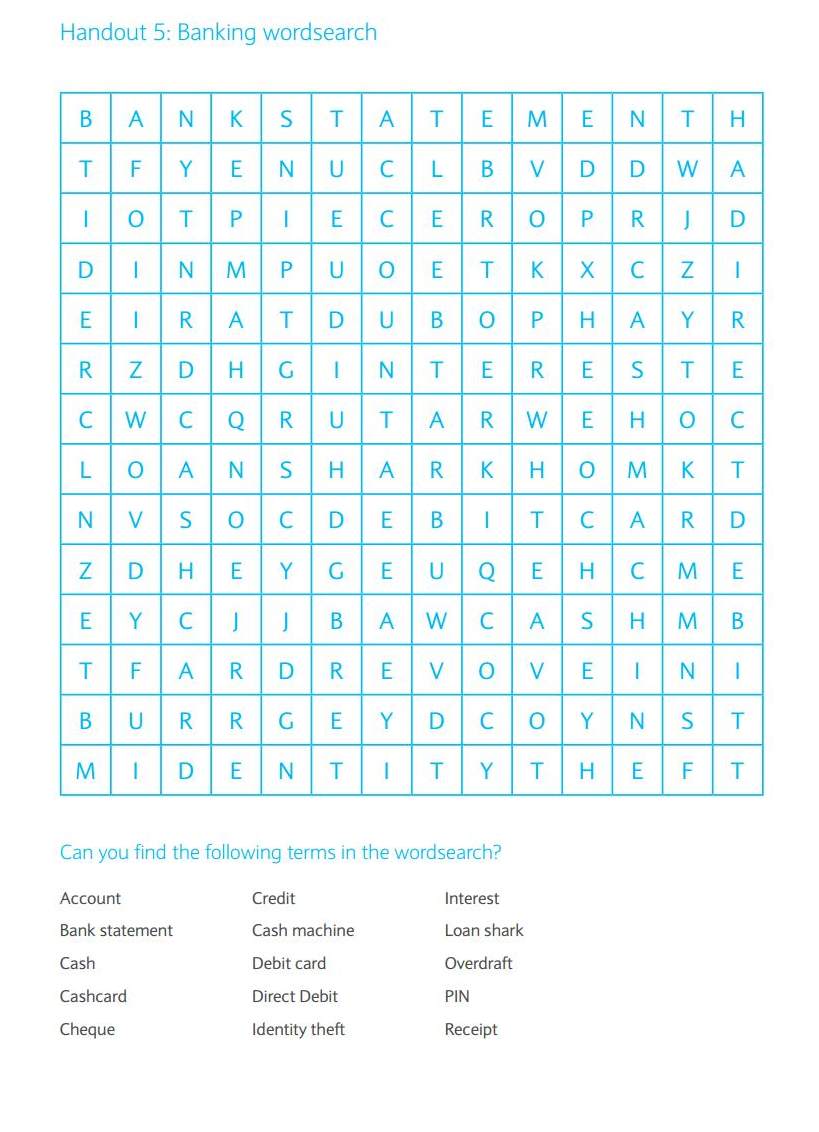 Handout 5: Banking wordsearch
B A N K S T A T E M E N T H
T F Y E N U C L B V D D W A
I O T P I E C E R O P R J D
D I N M P U O E T K X C Z I
E I R A T D U B O P H A Y R
R Z D H G I N T E R E S T E
C W C Q R U T A R W E H O C
L O A N S H A R K H O M K T
N V S O C D E B I T C A R D
Z D H E Y G E U Q E H C M E
E Y C J J B A W C A S H M B
T F A R D R E V O V E I N I
B U R R G E Y D C O Y N S T
M I D E N T I T Y T H E F T
Can you find the following terms in the wordsearch?
Account Credit Interest
Bank statement Cash machine Loan shark
Cash Debit card Overdraft
Cashcard Direct Debit PIN
Cheque Identity theft Receipt